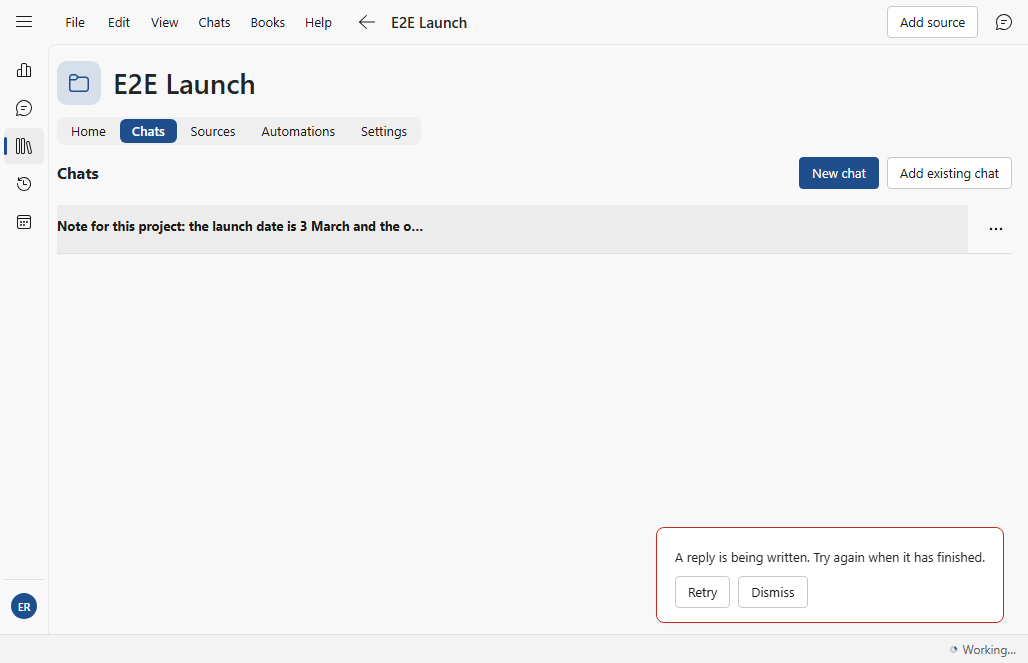 File Edit View Chats Books Help E2E Launch Add source
E2E Launch
Home Chats Sources Automations Settings
Chats New chat Add existing chat
Note for this project: the launch date is 3 March and the o...
A reply is being written. Try again when it has finished.
Retry Dismiss
ER
Working...